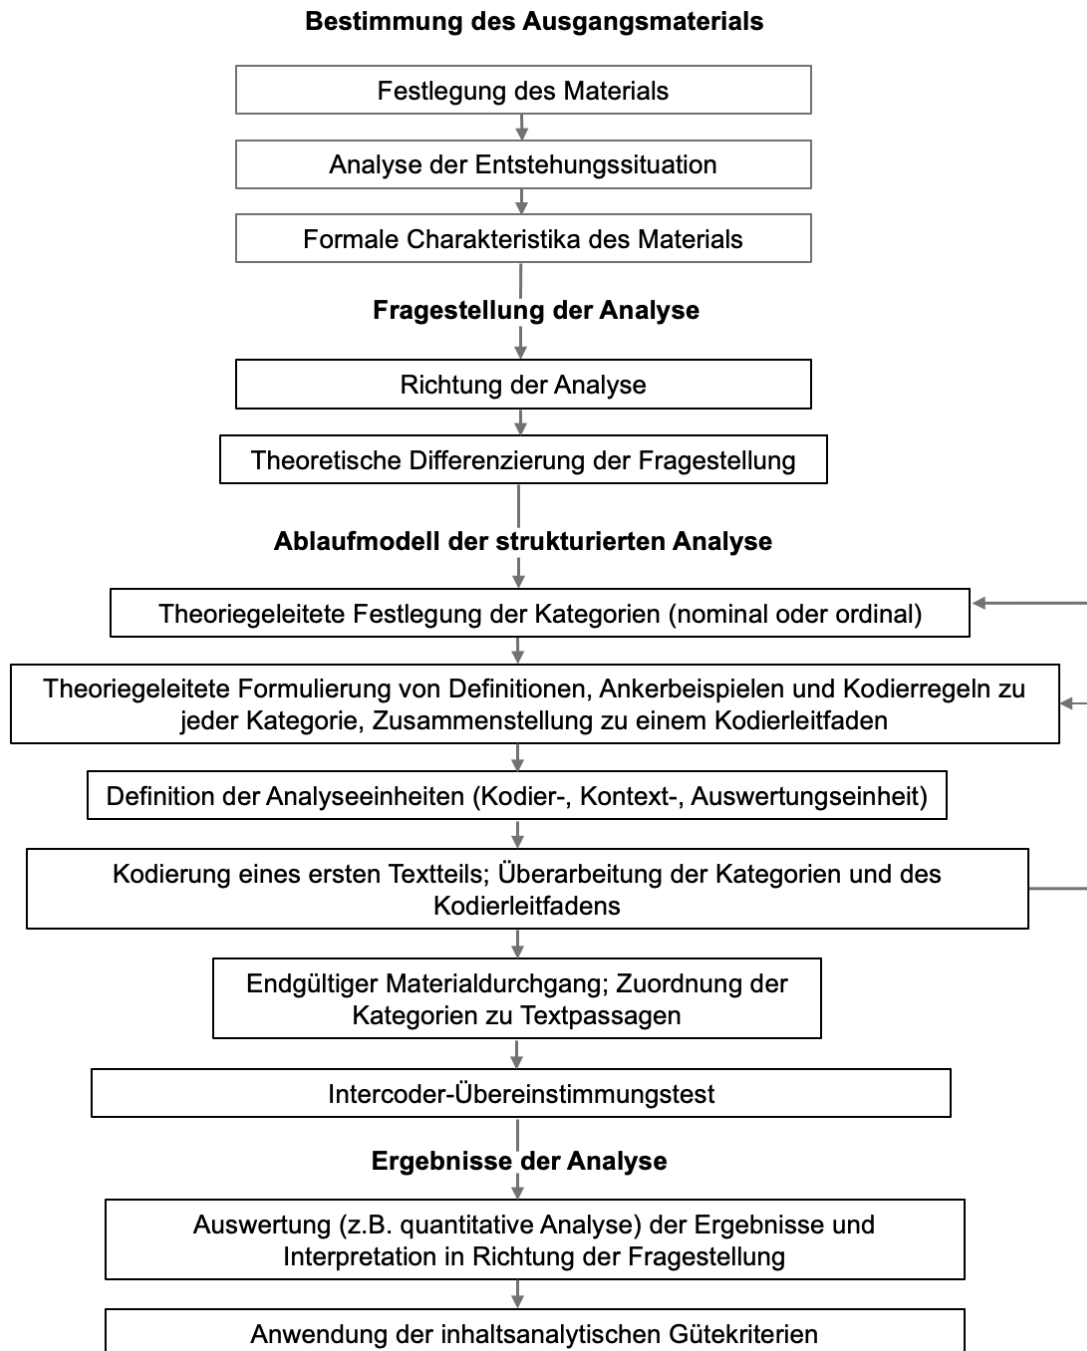 Bestimmung des Ausgangsmaterials
Festlegung des Materials
Analyse der Entstehungssituation
Formale Charakteristika des Materials
Fragestellung der Analyse
Richtung der Analyse
Theoretische Differenzierung der Fragestellung
Ablaufmodell der strukturierten Analyse
Theoriegeleitete Festlegung der Kategorien (nominal oder ordinal)
Theoriegeleitete Formulierung von Definitionen, Ankerbeispielen und Kodierregeln zu
jeder Kategorie, Zusammenstellung zu einem Kodierleitfaden
Definition der Analyseeinheiten (Kodier-, Kontext-, Auswertungseinheit)
Kodierung eines ersten Textteils; Überarbeitung der Kategorien und des
Kodierleitfadens
Endgültiger Materialdurchgang; Zuordnung der
Kategorien zu Textpassagen
Intercoder-Übereinstimmungstest
Ergebnisse der Analyse
Auswertung (z.B. quantitative Analyse) der Ergebnisse und
Interpretation in Richtung der Fragestellung
Anwendung der inhaltsanalytischen Gütekriterien